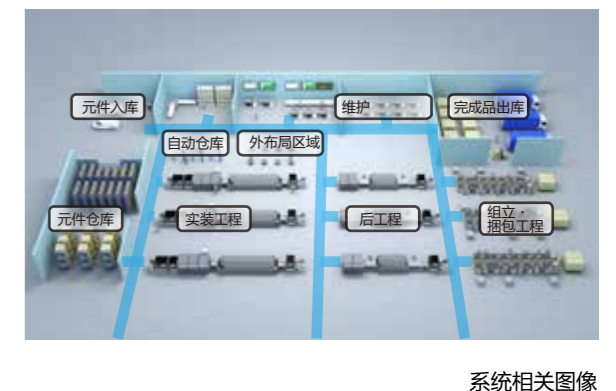 元件入库
维护
完成品出库
自动仓库
外布局区域
元件仓库
实装工程
后工程
组立・
捆包工程
系统相关图像